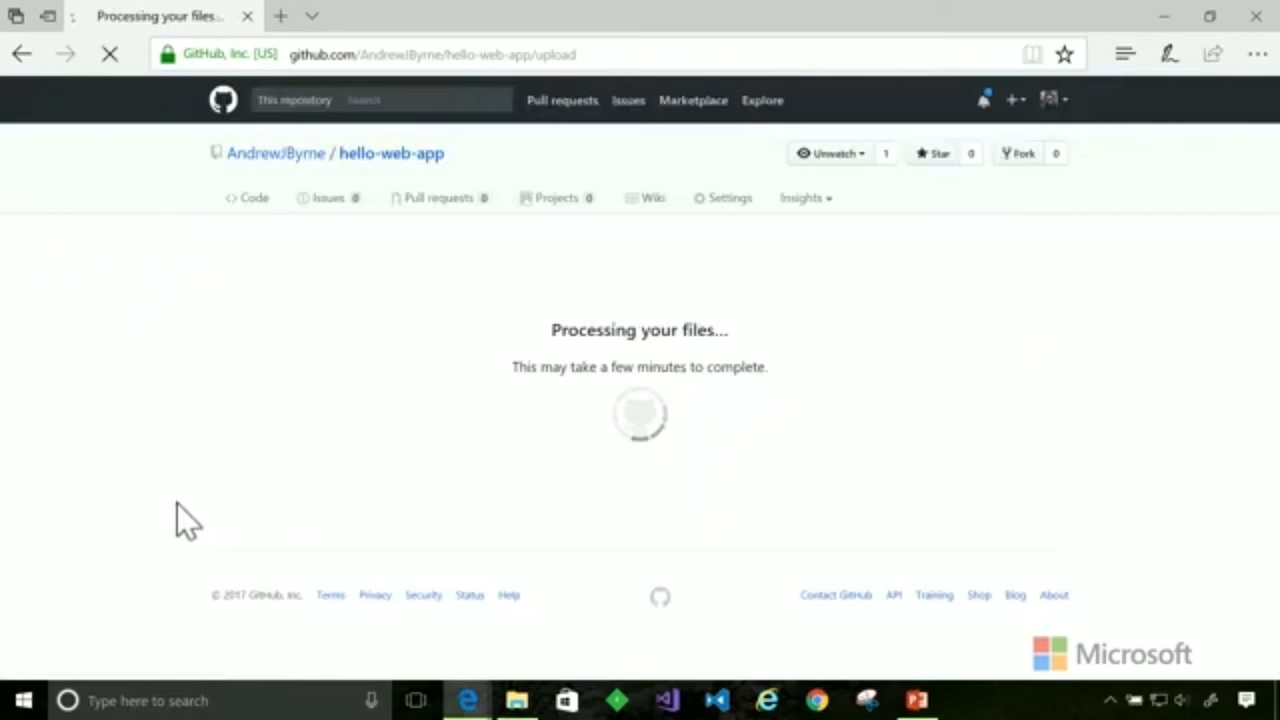 Processing your files...
GitHub, Inc. [US] github.com/AndrewJByrne/hello-web-app/upload
This repository Search Pull requests Issues Marketplace Explore
AndrewJByrne / hello-web-app Unwatch 1 Star 0 Fork 0
Code Issues 0 Pull requests 0 Projects 0 Wiki Settings Insights
Processing your files...
This may take a few minutes to complete.
© 2017 GitHub, Inc. Terms Privacy Security Status Help Contact GitHub API Training Shop Blog About
Microsoft
Type here to search